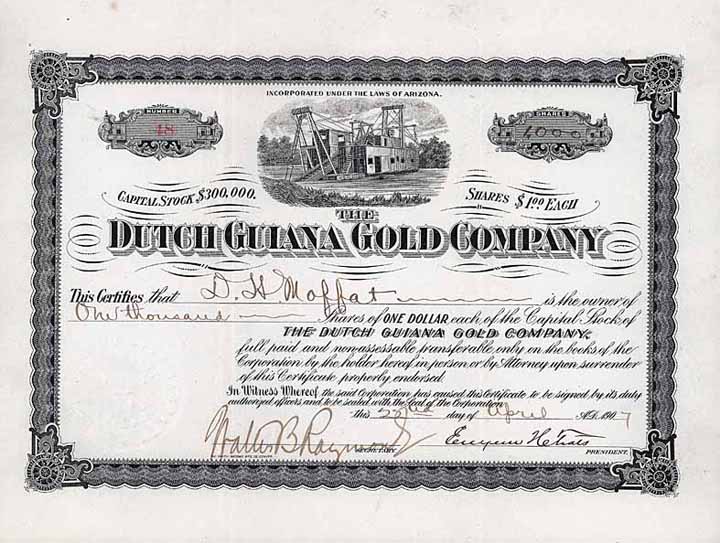 INCORPORATED UNDER THE LAWS OF ARIZONA.
NUMBER
48
SHARES
1000
CAPITAL STOCK $300,000.
SHARES $1.00 EACH
THE
DUTCH GUIANA GOLD COMPANY
This Certifies that D. H. Moffat is the owner of
One thousand Shares of ONE DOLLAR each of the Capital Stock of
THE DUTCH GUIANA GOLD COMPANY.
full paid and non-assessable, transferable only on the books of the
Corporation by the holder hereof in person or by Attorney upon surrender
of this Certificate properly endorsed.
In Witness Whereof, the said Corporation has caused this Certificate to be signed by its duly
authorized officers and to be sealed with the Seal of the Corporation
this day of April A.D. 1907
Walter B Raymond
SECRETARY.
PRESIDENT.